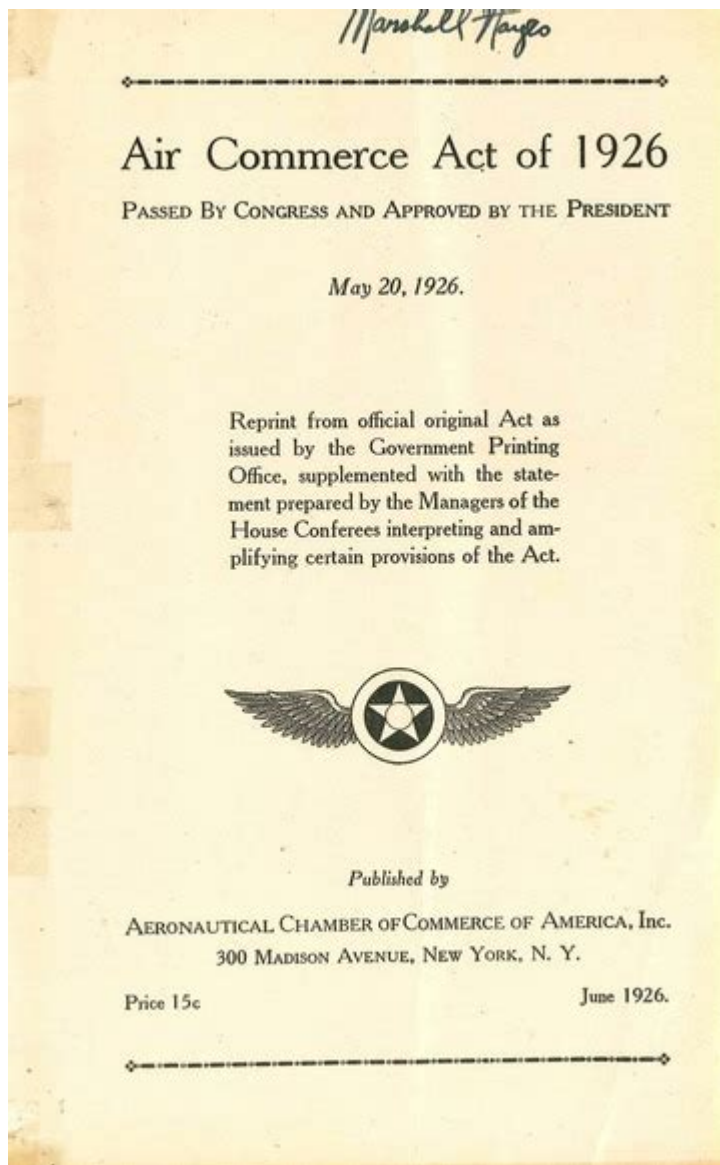 Marshall Hayes
Air Commerce Act of 1926
PASSED BY CONGRESS AND APPROVED BY THE PRESIDENT
May 20, 1926.
Reprint from official original Act as
issued by the Government Printing
Office, supplemented with the state-
ment prepared by the Managers of the
House Conferees interpreting and am-
plifying certain provisions of the Act.
Published by
AERONAUTICAL CHAMBER OF COMMERCE OF AMERICA, Inc.
300 MADISON AVENUE, NEW YORK, N. Y.
Price 15c
June 1926.